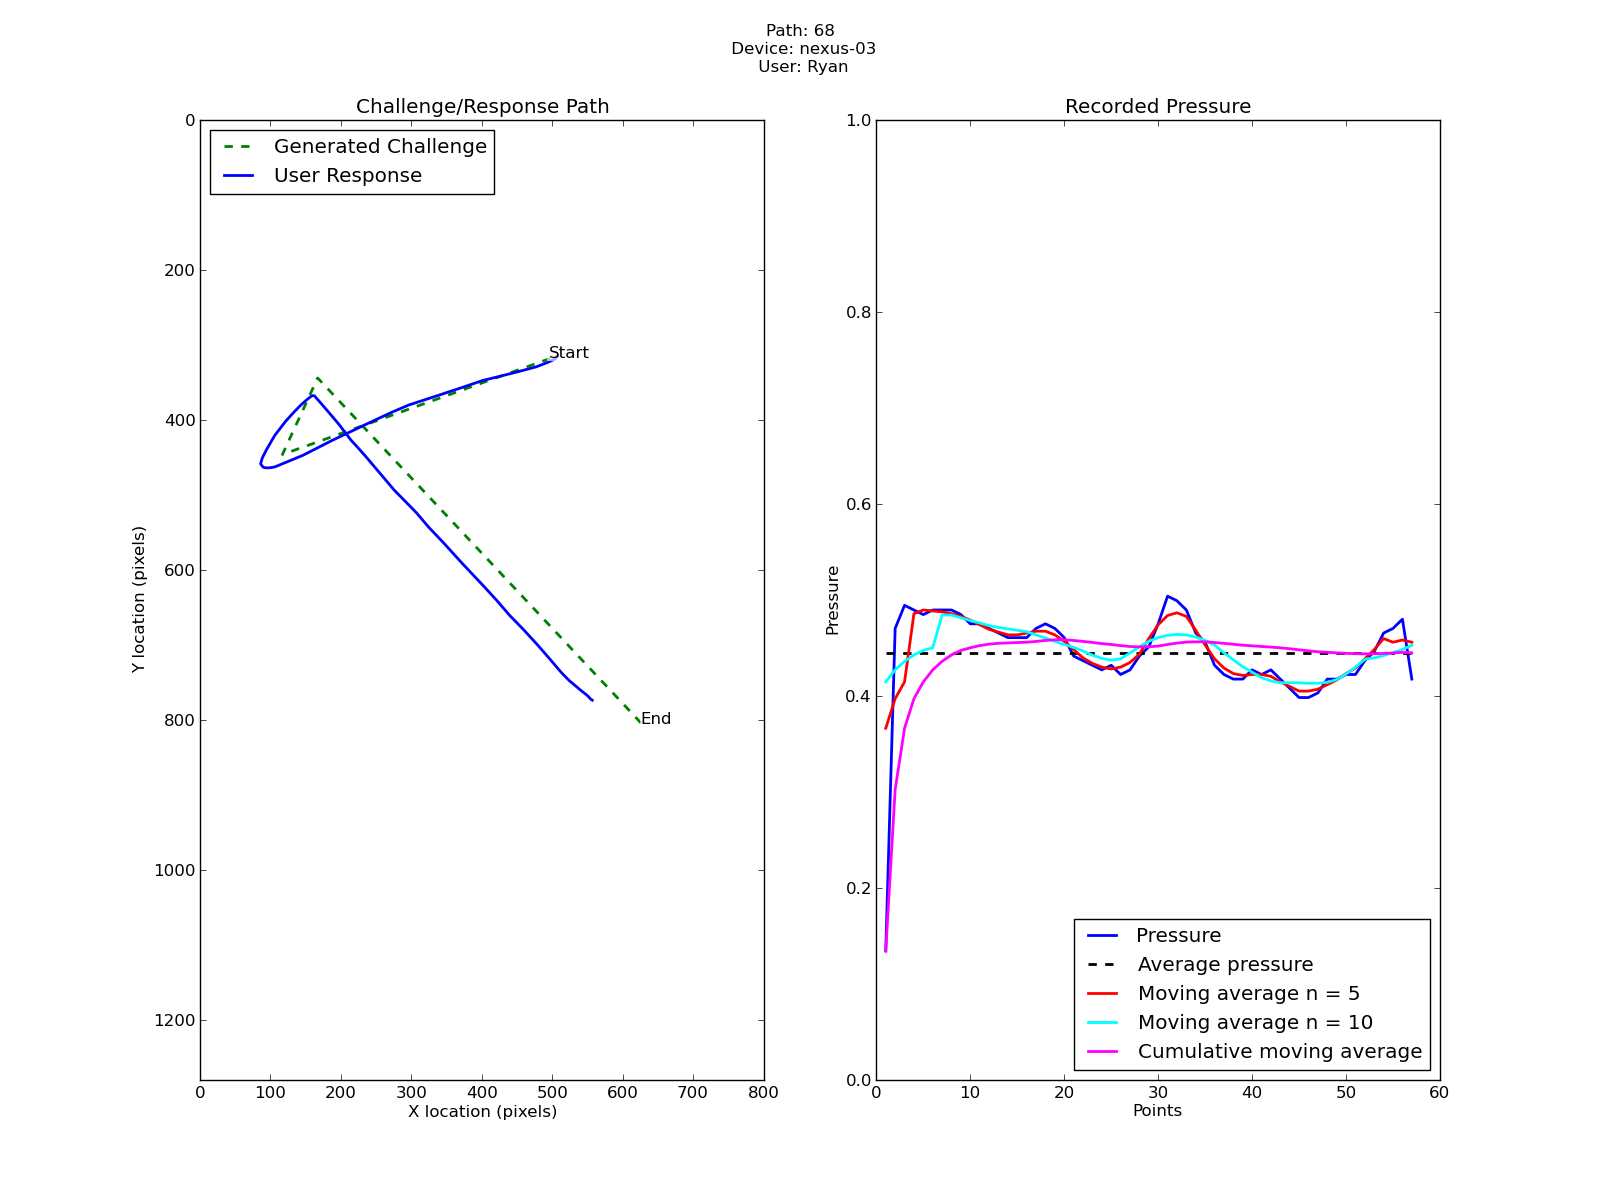 Path: 68
Device: nexus-03
User: Ryan
Challenge/Response Path
Generated Challenge
User Response
0
200
400
600
800
1000
1200
Y location (pixels)
Start
End
0 100 200 300 400 500 600 700 800
X location (pixels)
Recorded Pressure
1.0
0.8
0.6
0.4
0.2
0.0
Pressure
Pressure
Average pressure
Moving average n = 5
Moving average n = 10
Cumulative moving average
0 10 20 30 40 50 60
Points